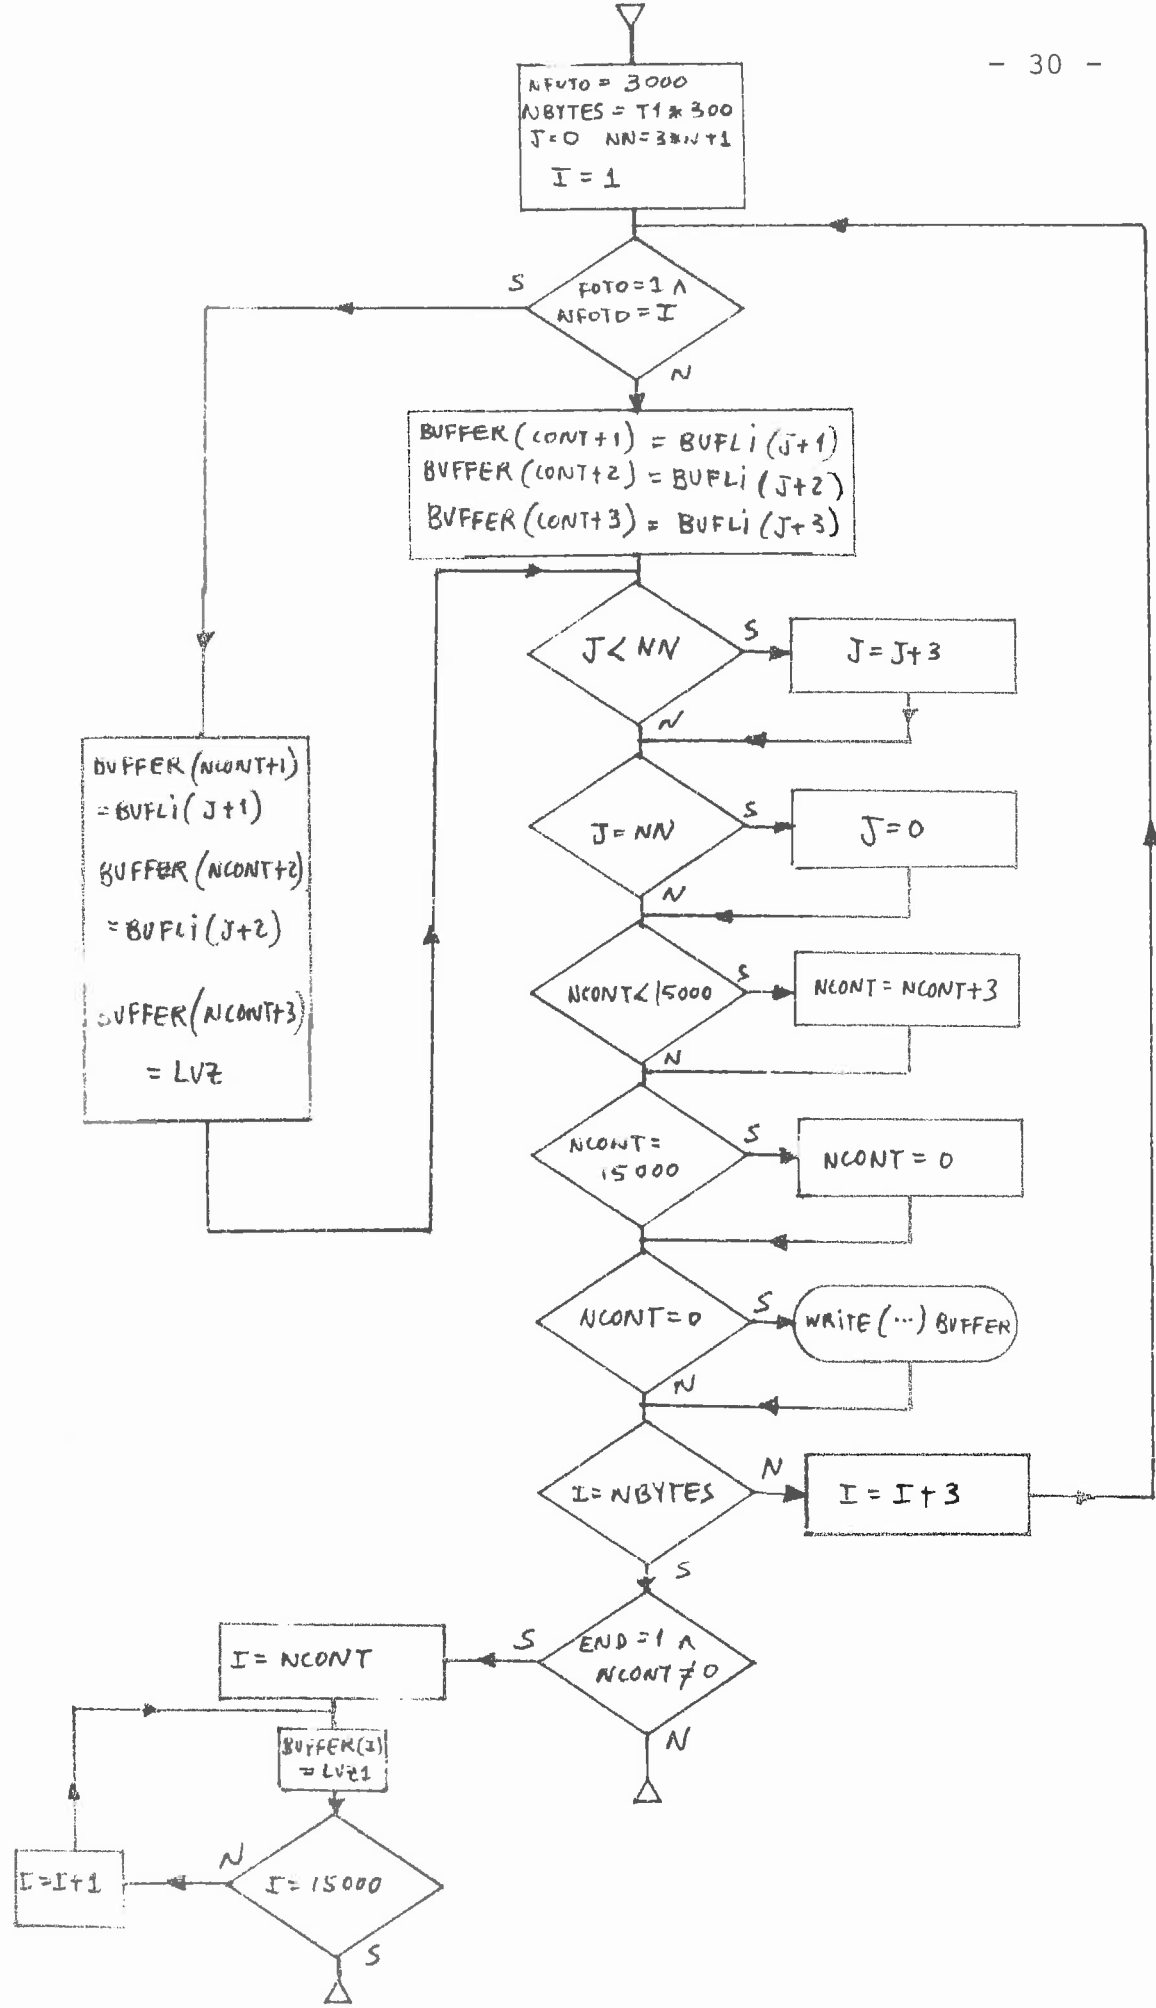 - 30 -
NFOTO = 3000
NBYTES = T1*300
J=0 NN=3*N+1
I = 1
S
FOTO=1 ∧
NFOTO = I
N
BUFFER(CONT+1) = BUFLI(J+1)
BUFFER(CONT+2) = BUFLI(J+2)
BUFFER(CONT+3) = BUFLI(J+3)
J < NN
S
J = J+3
N
BUFFER(NCONT+1)
= BUFLI(J+1)
BUFFER(NCONT+2)
= BUFLI(J+2)
BUFFER(NCONT+3)
= LUZ
J = NN
S
J = 0
N
NCONT<15000
S
NCONT = NCONT+3
N
NCONT =
15000
S
NCONT = 0
NCONT = 0
S
WRITE(...) BUFFER
N
I = NBYTES
N
I = I + 3
S
END = 1 ∧
NCONT ≠ 0
S
I = NCONT
N
BUFFER(I)
= LUZ1
I = 15000
N
I = I+1
S